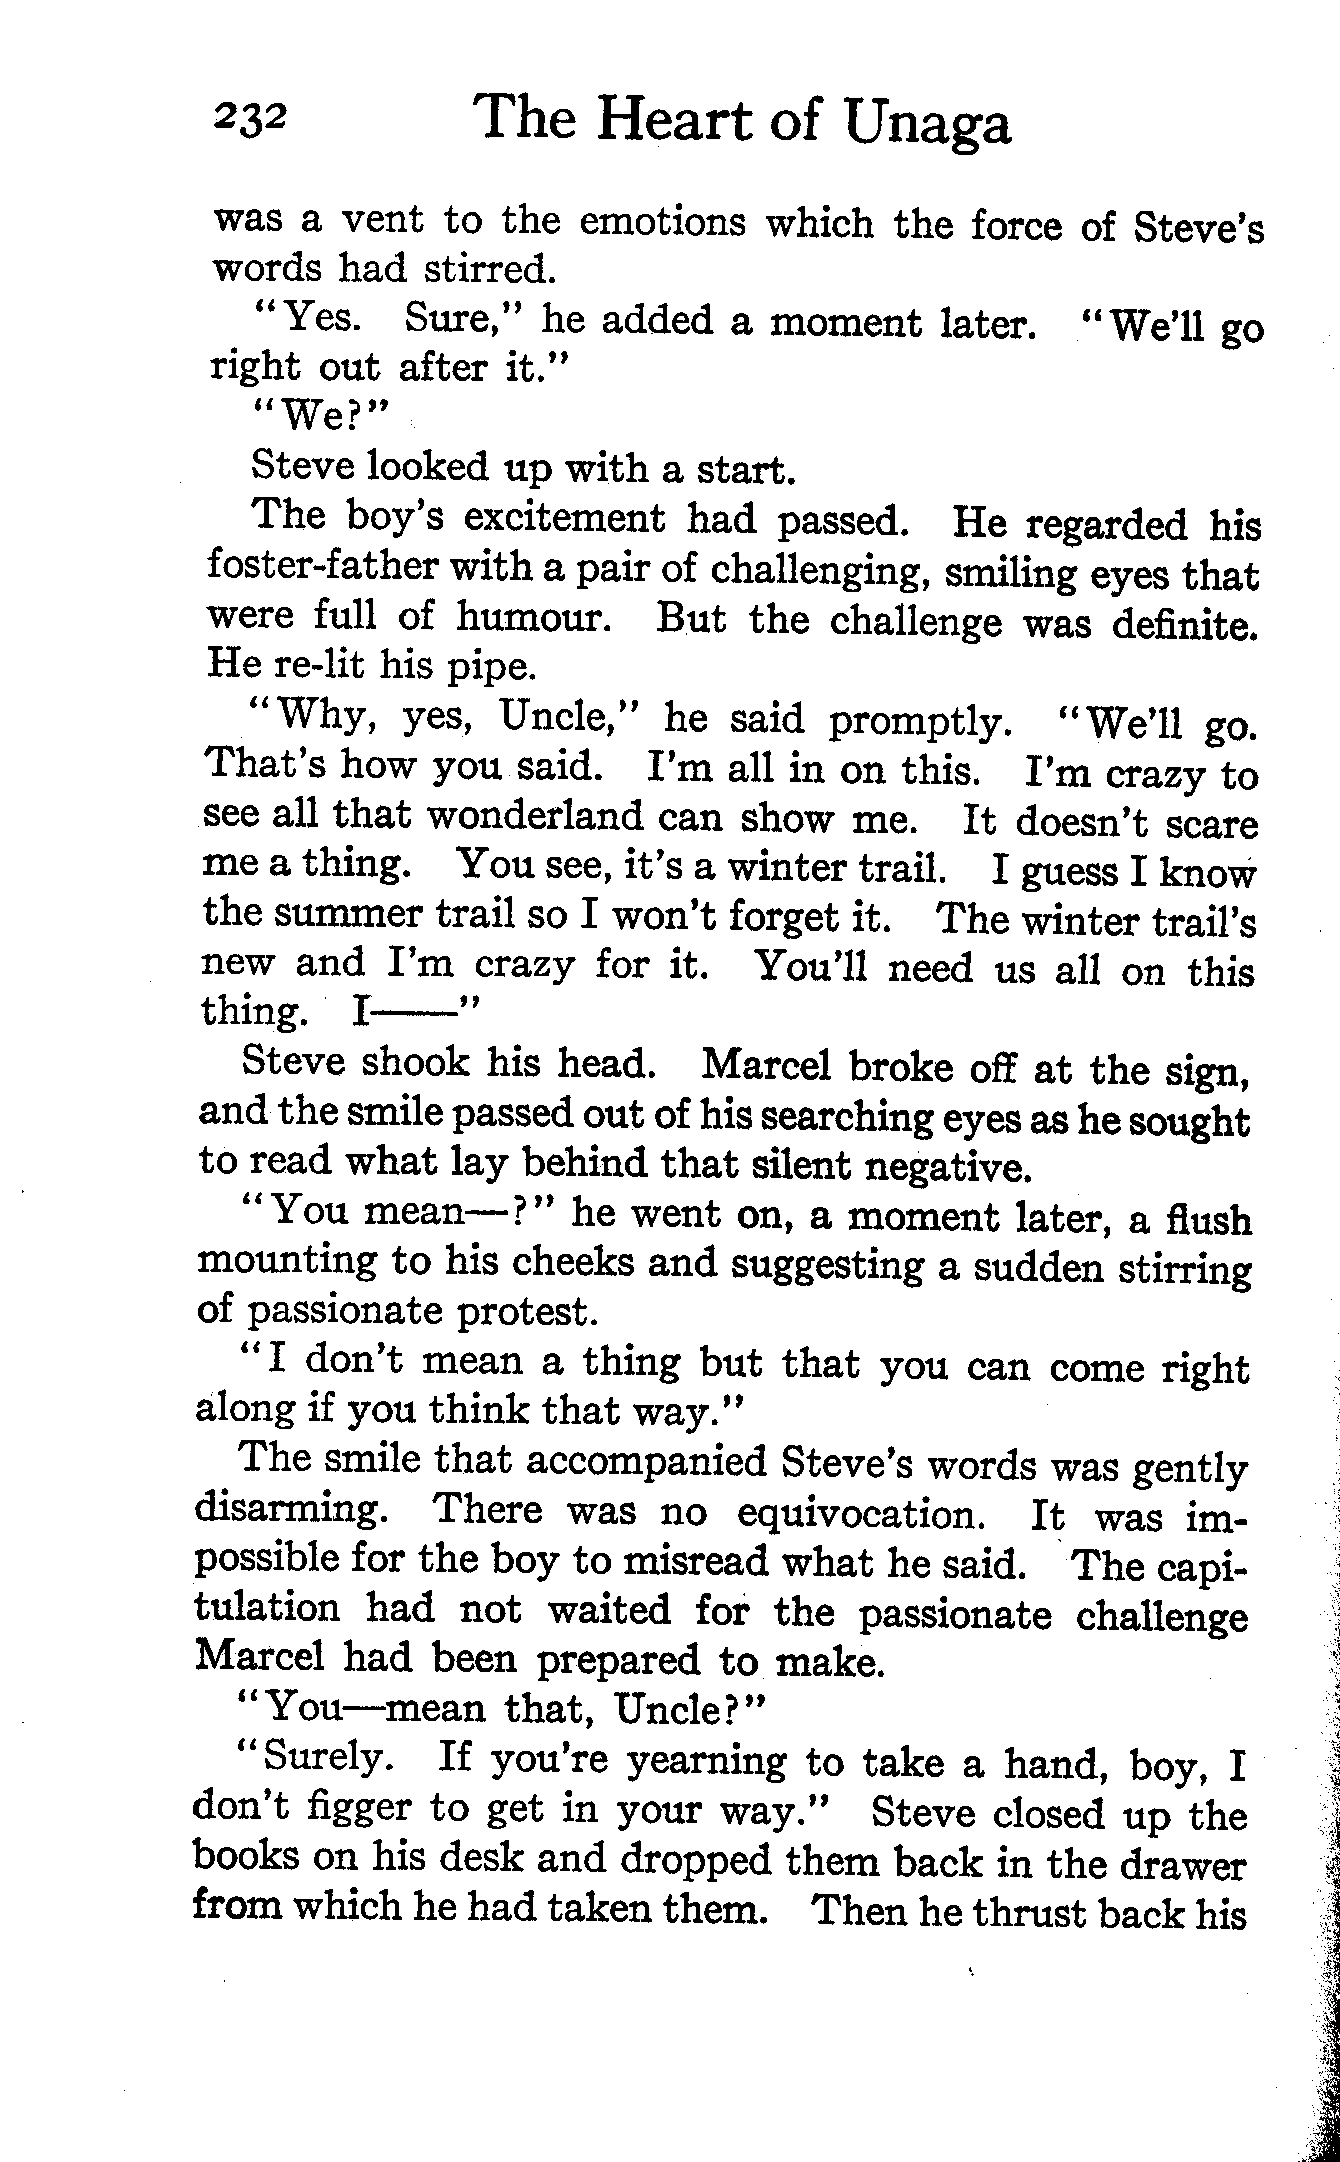 232 The Heart of Unaga
was a vent to the emotions which the force of Steve's
words had stirred.
"Yes. Sure," he added a moment later. "We'll go
right out after it."
"We?"
Steve looked up with a start.
The boy's excitement had passed. He regarded his
foster-father with a pair of challenging, smiling eyes that
were full of humour. But the challenge was definite.
He re-lit his pipe.
"Why, yes, Uncle," he said promptly. "We'll go.
That's how you said. I'm all in on this. I'm crazy to
see all that wonderland can show me. It doesn't scare
me a thing. You see, it's a winter trail. I guess I know
the summer trail so I won't forget it. The winter trail's
new and I'm crazy for it. You'll need us all on this
thing. I——"
Steve shook his head. Marcel broke off at the sign,
and the smile passed out of his searching eyes as he sought
to read what lay behind that silent negative.
"You mean—?" he went on, a moment later, a flush
mounting to his cheeks and suggesting a sudden stirring
of passionate protest.
"I don't mean a thing but that you can come right
along if you think that way."
The smile that accompanied Steve's words was gently
disarming. There was no equivocation. It was im-
possible for the boy to misread what he said. The capi-
tulation had not waited for the passionate challenge
Marcel had been prepared to make.
"You—mean that, Uncle?"
"Surely. If you're yearning to take a hand, boy, I
don't figger to get in your way." Steve closed up the
books on his desk and dropped them back in the drawer
from which he had taken them. Then he thrust back his